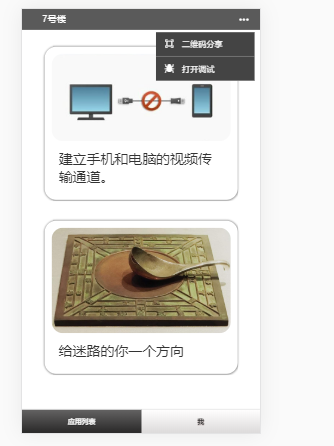 7号楼
二维码分享
打开调试
建立手机和电脑的视频传
输通道。
给迷路的你一个方向
应用列表
我